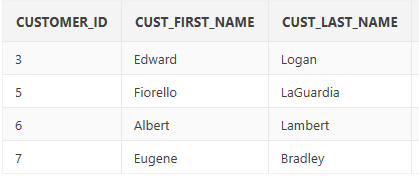 CUSTOMER_ID CUST_FIRST_NAME CUST_LAST_NAME
3 Edward Logan
5 Fiorello LaGuardia
6 Albert Lambert
7 Eugene Bradley